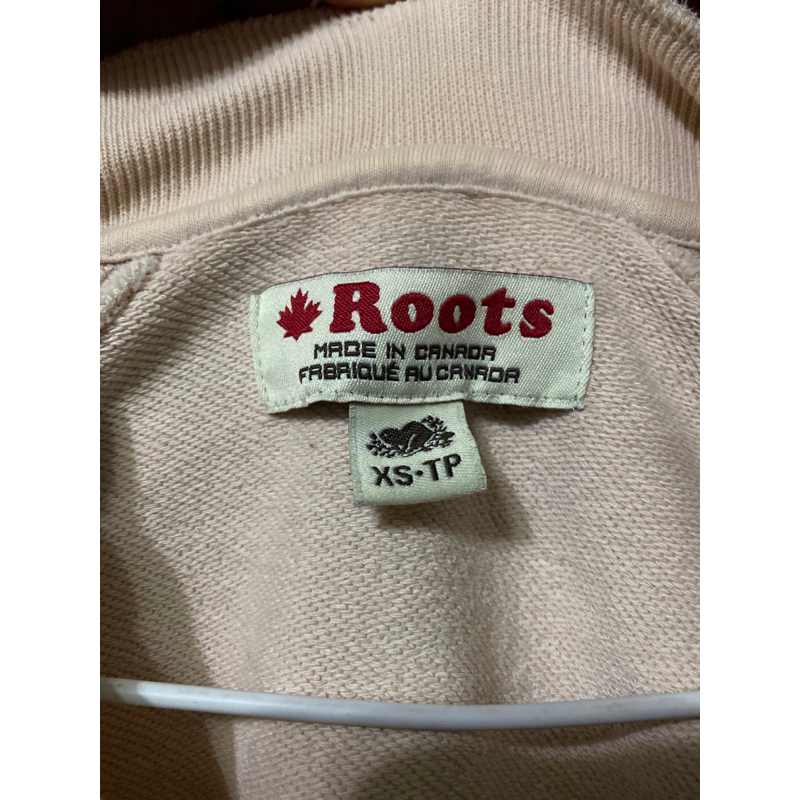 Roots
MADE IN CANADA
FABRIQUÉ AU CANADA
XS·TP